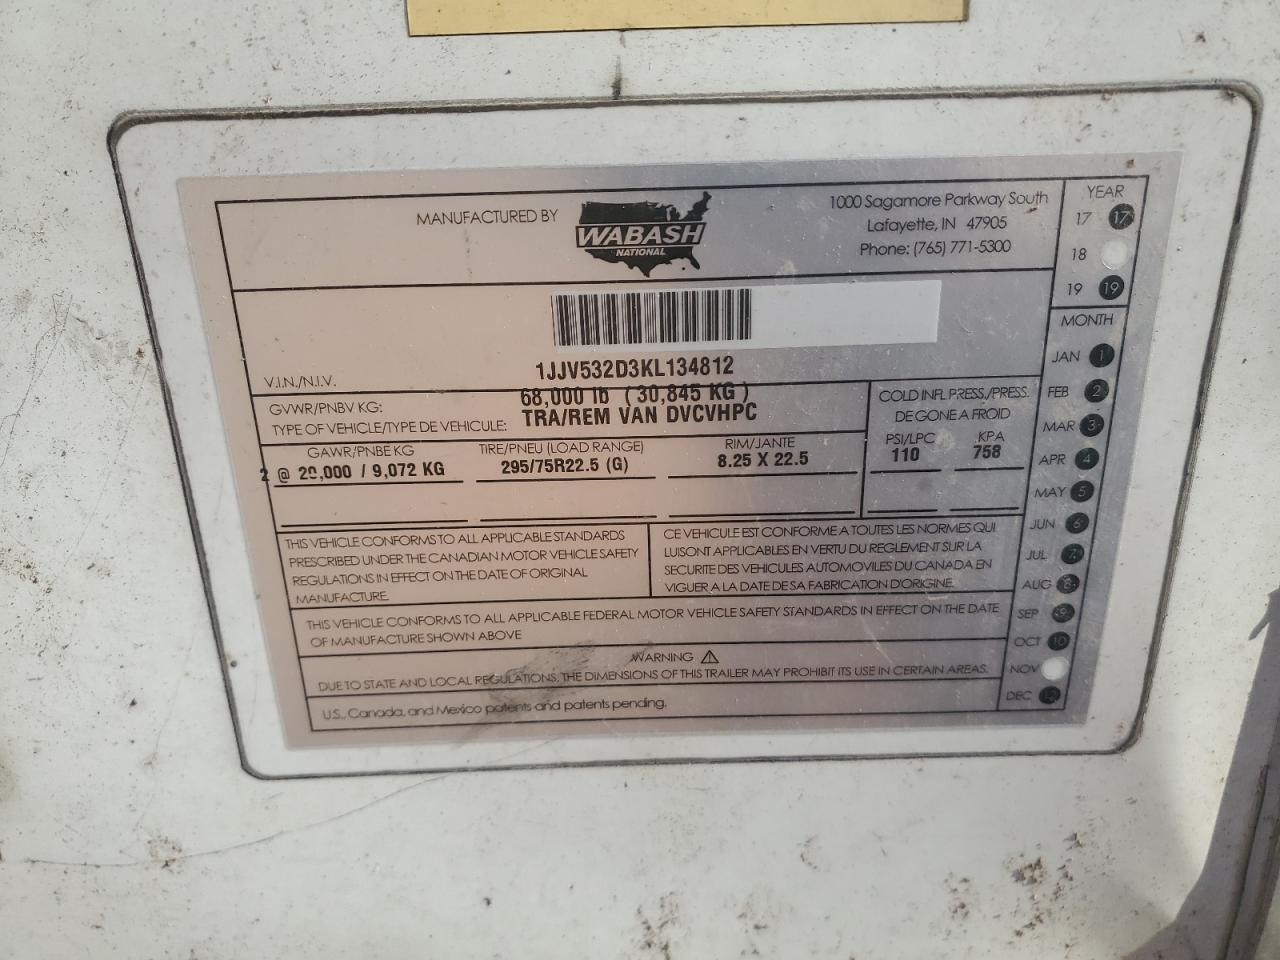 MANUFACTURED BY
WABASH
NATIONAL
1000 Sagamore Parkway South
Lafayette, IN 47905
Phone: (765) 771-5300
YEAR
17 17
18
19 19
V.I.N./N.I.V.
1JJV532D3KL134812
GVWR/PNBV KG:
68,000 lb ( 30,845 KG )
TYPE OF VEHICLE/TYPE DE VEHICULE:
TRA/REM VAN DVCVHPC
COLD INFL PRESS./PRESS.
DE GONE A FROID
GAWR/PNBE KG
TIRE/PNEU (LOAD RANGE)
RIM/JANTE
PSI/LPC
KPA
2 @ 20,000 / 9,072 KG
295/75R22.5 (G)
8.25 X 22.5
110
758
MONTH
JAN 1
FEB 2
MAR 3
APR 4
MAY 5
JUN 6
JUL 7
AUG 8
SEP 9
OCT 10
NOV
DEC 12
THIS VEHICLE CONFORMS TO ALL APPLICABLE STANDARDS
PRESCRIBED UNDER THE CANADIAN MOTOR VEHICLE SAFETY
REGULATIONS IN EFFECT ON THE DATE OF ORIGINAL
MANUFACTURE.
CE VEHICULE EST CONFORME A TOUTES LES NORMES QUI
LUISONT APPLICABLES EN VERTU DU REGLEMENT SUR LA
SECURITE DES VEHICULES AUTOMOVILES DU CANADA EN
VIGUER A LA DATE DE SA FABRICATION D'ORIGINE.
THIS VEHICLE CONFORMS TO ALL APPLICABLE FEDERAL MOTOR VEHICLE SAFETY STANDARDS IN EFFECT ON THE DATE
OF MANUFACTURE SHOWN ABOVE
WARNING ⚠
DUE TO STATE AND LOCAL REGULATIONS, THE DIMENSIONS OF THIS TRAILER MAY PROHIBIT ITS USE IN CERTAIN AREAS.
U.S., Canada, and Mexico patents and patents pending.